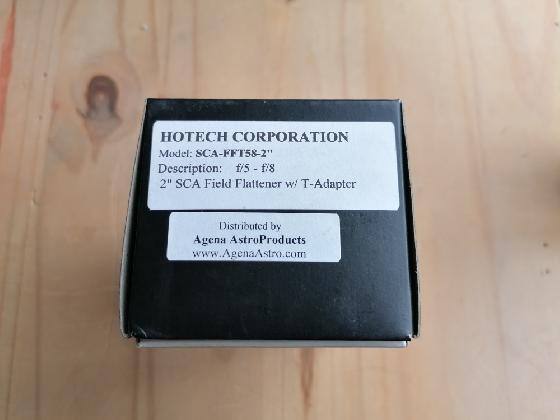 HOTECH CORPORATION
Model: SCA-FFT58-2"
Description: f/5 - f/8
2" SCA Field Flattener w/ T-Adapter
Distributed by
Agena AstroProducts
www.AgenaAstro.com